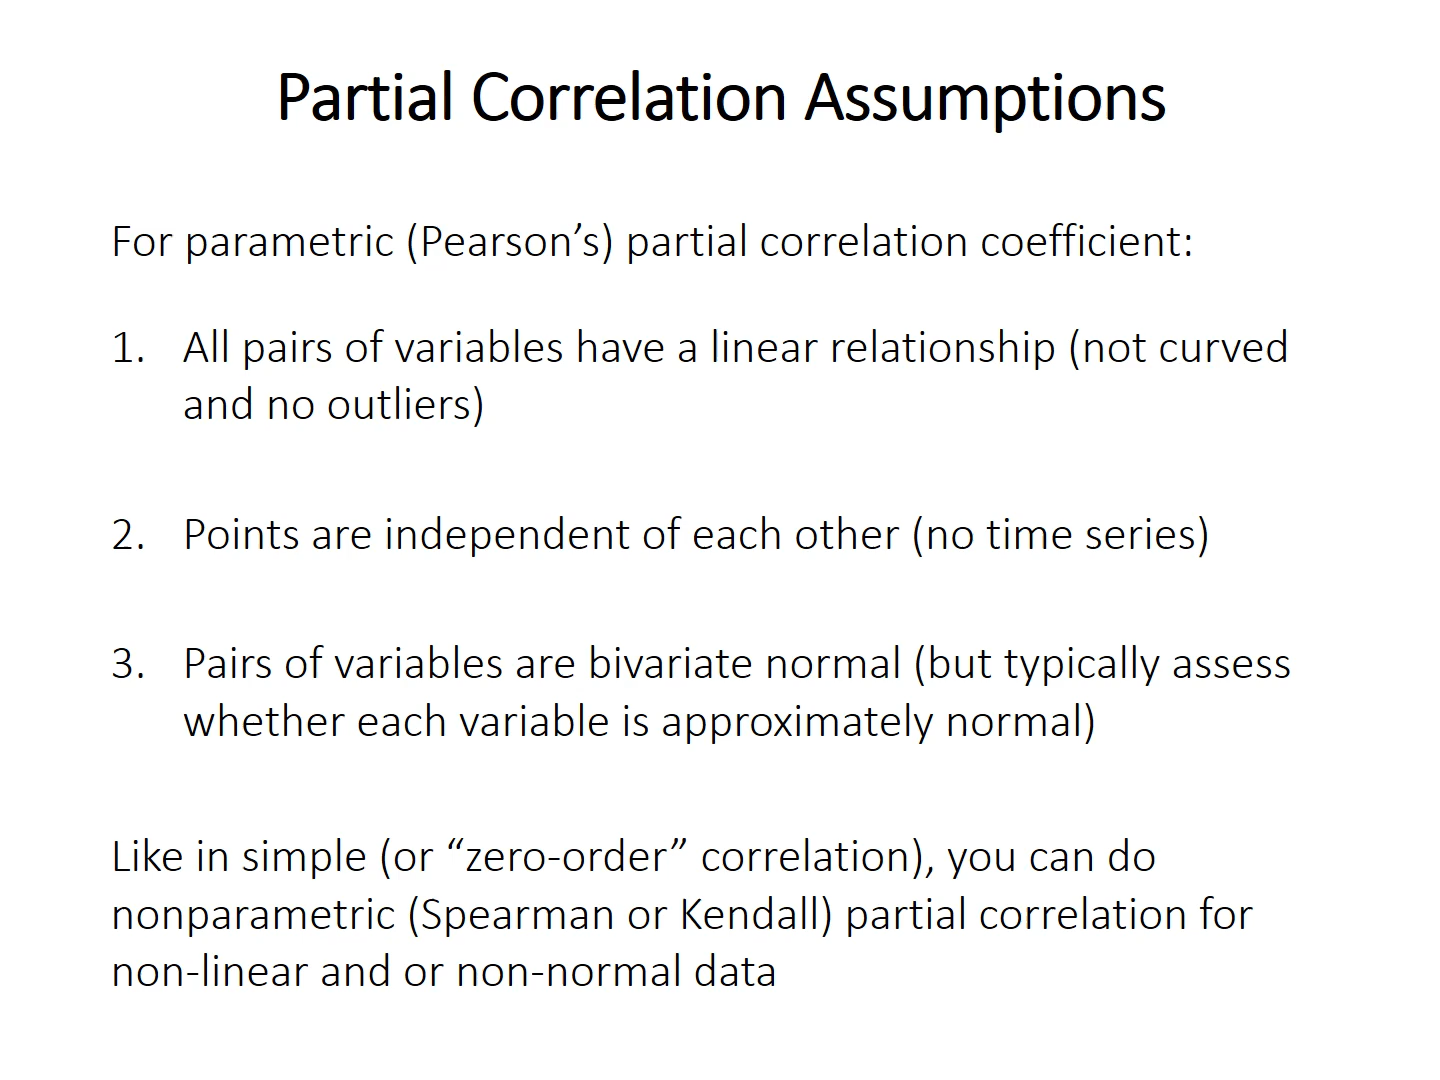 Partial Correlation Assumptions
For parametric (Pearson’s) partial correlation coefficient:
1. All pairs of variables have a linear relationship (not curved
and no outliers)
2. Points are independent of each other (no time series)
3. Pairs of variables are bivariate normal (but typically assess
whether each variable is approximately normal)
Like in simple (or “zero-order” correlation), you can do
nonparametric (Spearman or Kendall) partial correlation for
non-linear and or non-normal data